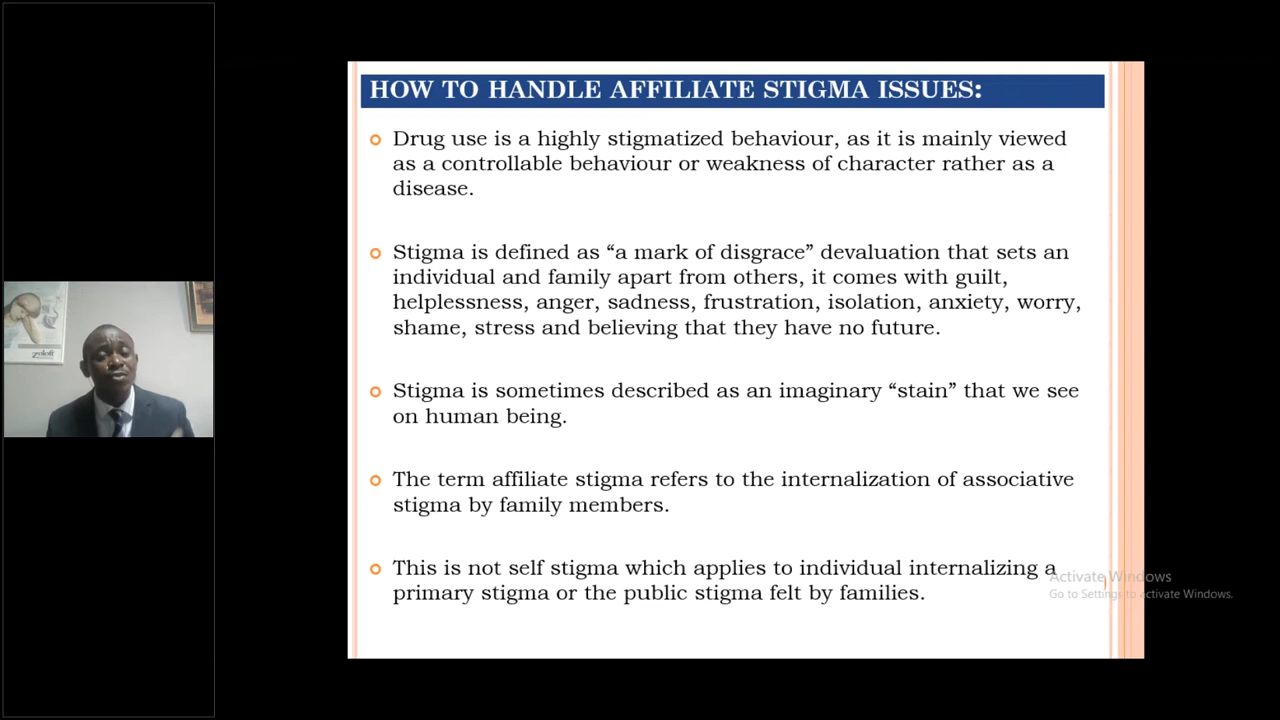 HOW TO HANDLE AFFILIATE STIGMA ISSUES:
Drug use is a highly stigmatized behaviour, as it is mainly viewed
as a controllable behaviour or weakness of character rather as a
disease.
Stigma is defined as “a mark of disgrace” devaluation that sets an
individual and family apart from others, it comes with guilt,
helplessness, anger, sadness, frustration, isolation, anxiety, worry,
shame, stress and believing that they have no future.
Stigma is sometimes described as an imaginary “stain” that we see
on human being.
The term affiliate stigma refers to the internalization of associative
stigma by family members.
This is not self stigma which applies to individual internalizing a
primary stigma or the public stigma felt by families.
Activate Windows
Go to Settings to activate Windows.
Zoloft